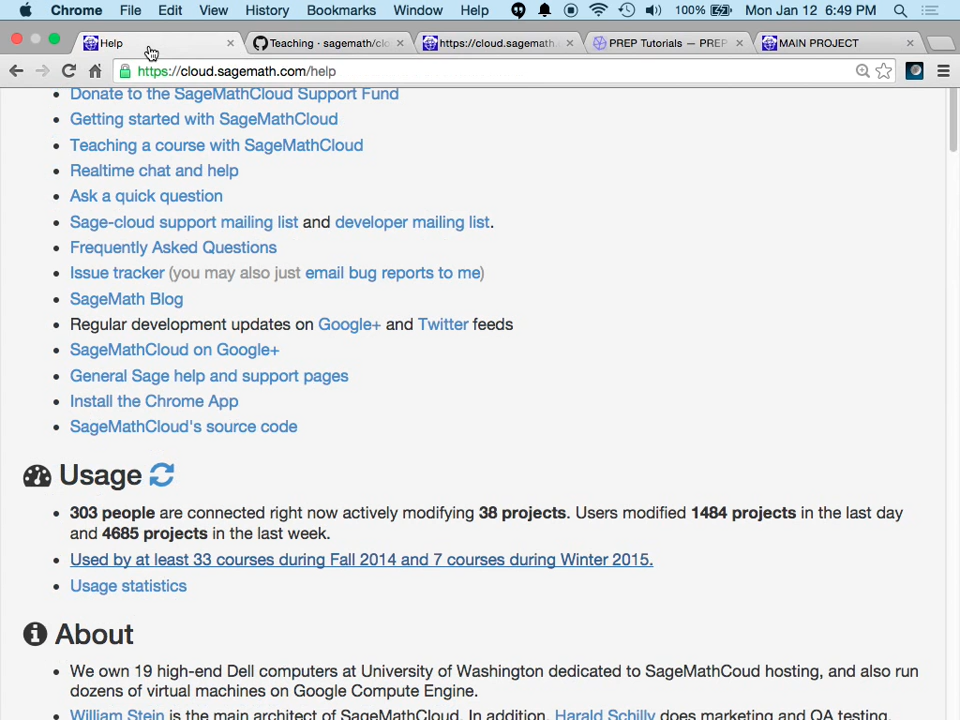 Chrome File Edit View History Bookmarks Window Help 100% Mon Jan 12 6:49 PM
Help Teaching · sagemath/clo https://cloud.sagemath. PREP Tutorials — PREP MAIN PROJECT
https://cloud.sagemath.com/help
Donate to the SageMathCloud Support Fund
Getting started with SageMathCloud
Teaching a course with SageMathCloud
Realtime chat and help
Ask a quick question
Sage-cloud support mailing list and developer mailing list.
Frequently Asked Questions
Issue tracker (you may also just email bug reports to me)
SageMath Blog
Regular development updates on Google+ and Twitter feeds
SageMathCloud on Google+
General Sage help and support pages
Install the Chrome App
SageMathCloud's source code
Usage
303 people are connected right now actively modifying 38 projects. Users modified 1484 projects in the last day
and 4685 projects in the last week.
Used by at least 33 courses during Fall 2014 and 7 courses during Winter 2015.
Usage statistics
About
We own 19 high-end Dell computers at University of Washington dedicated to SageMathCoud hosting, and also run
dozens of virtual machines on Google Compute Engine.
William Stein is the main architect of SageMathCloud. In addition, Harald Schilly does marketing and QA testing,